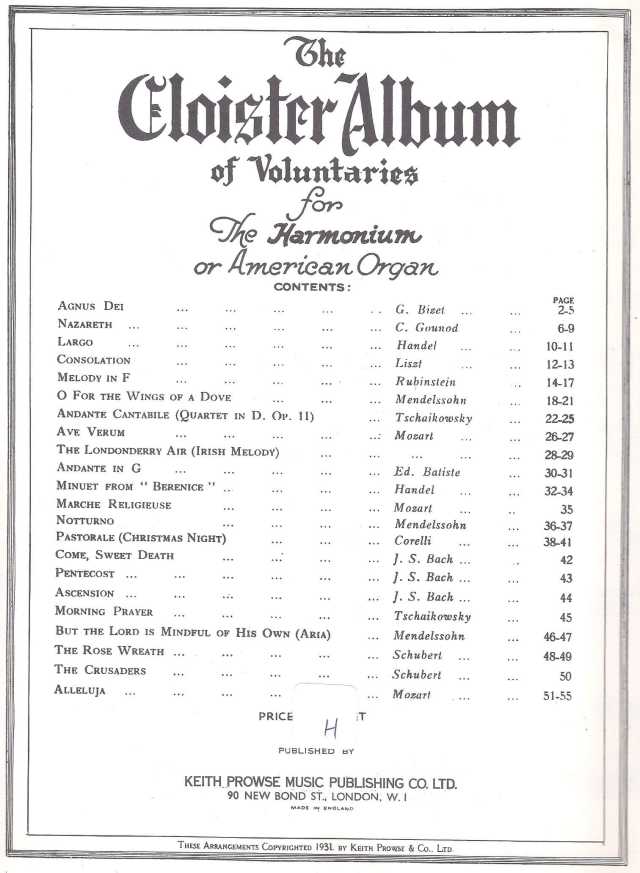 The
Cloister Album
of Voluntaries
for
The Harmonium
or American Organ
CONTENTS:
PAGE
AGNUS DEI ... ... ... ... .. G. Bizet ... ... 2-5
NAZARETH ... ... ... ... ... ... C. Gounod ... 6-9
LARGO ... ... ... ... ... Handel ... ... 10-11
CONSOLATION ... ... ... ... ... Liszt ... ... 12-13
MELODY IN F ... ... ... ... ... Rubinstein .. 14-17
O FOR THE WINGS OF A DOVE ... ... ... Mendelssohn ... 18-21
ANDANTE CANTABILE (QUARTET IN D. OP. 11) ... Tschaikowsky ... 22-25
AVE VERUM ... ... ... ... ... Mozart ... ... 26-27
THE LONDONDERRY AIR (IRISH MELODY) ... ... ... ... ... 28-29
ANDANTE IN G ... ... ... ... ... Ed. Batiste ... 30-31
MINUET FROM " BERENICE " .. ... ... ... Handel ... ... 32-34
MARCHE RELIGIEUSE ... ... ... ... Mozart ... .. 35
NOTTURNO ... ... ... ... Mendelssohn ... 36-37
PASTORALE (CHRISTMAS NIGHT) ... ... ... Corelli ... ... 38-41
COME, SWEET DEATH ... ... ... ... J. S. Bach ... . 42
PENTECOST ... ... ... ... ... ... J. S. Bach ... ... 43
ASCENSION ... ... ... ... ... ... J. S. Bach ... ... 44
MORNING PRAYER ... ... ... ... ... Tschaikowsky ... 45
BUT THE LORD IS MINDFUL OF HIS OWN (ARIA) ... Mendelssohn ... 46-47
THE ROSE WREATH ... ... ... ... ... Schubert ... ... 48-49
THE CRUSADERS ... ... ... ... ... Schubert ... ... 50
ALLELUJA ... ... ... ... ... Mozart ... ... 51-55
PRICE H T
PUBLISHED BY
KEITH PROWSE MUSIC PUBLISHING CO. LTD.
90 NEW BOND ST., LONDON, W. 1
MADE IN ENGLAND
THESE ARRANGEMENTS COPYRIGHTED 1931. BY KEITH PROWSE & CO., LTD.